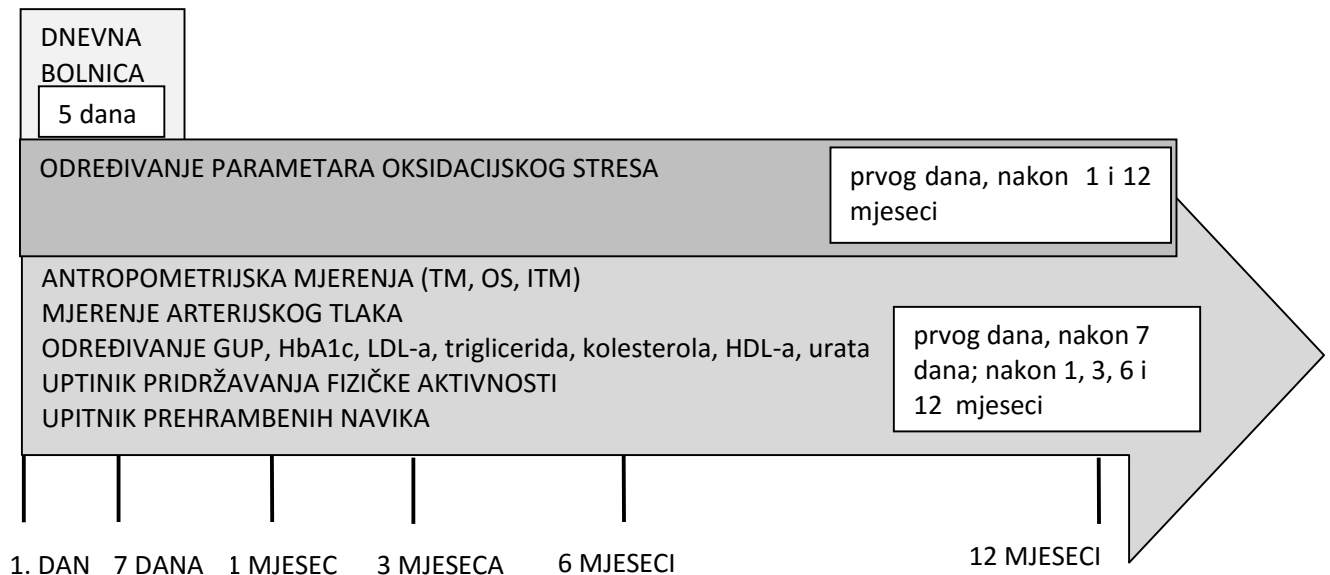 DNEVNA
BOLNICA
5 dana
ODREĐIVANJE PARAMETARA OKSIDACIJSKOG STRESA
prvog dana, nakon 1 i 12
mjeseci
ANTROPOMETRIJSKA MJERENJA (TM, OS, ITM)
MJERENJE ARTERIJSKOG TLAKA
ODREĐIVANJE GUP, HbA1c, LDL-a, triglicerida, kolesterola, HDL-a, urata
UPTINIK PRIDRŽAVANJA FIZIČKE AKTIVNOSTI
UPITNIK PREHRAMBENIH NAVIKA
prvog dana, nakon 7
dana; nakon 1, 3, 6 i
12 mjeseci
1. DAN 7 DANA 1 MJESEC 3 MJESECA 6 MJESECI 12 MJESECI